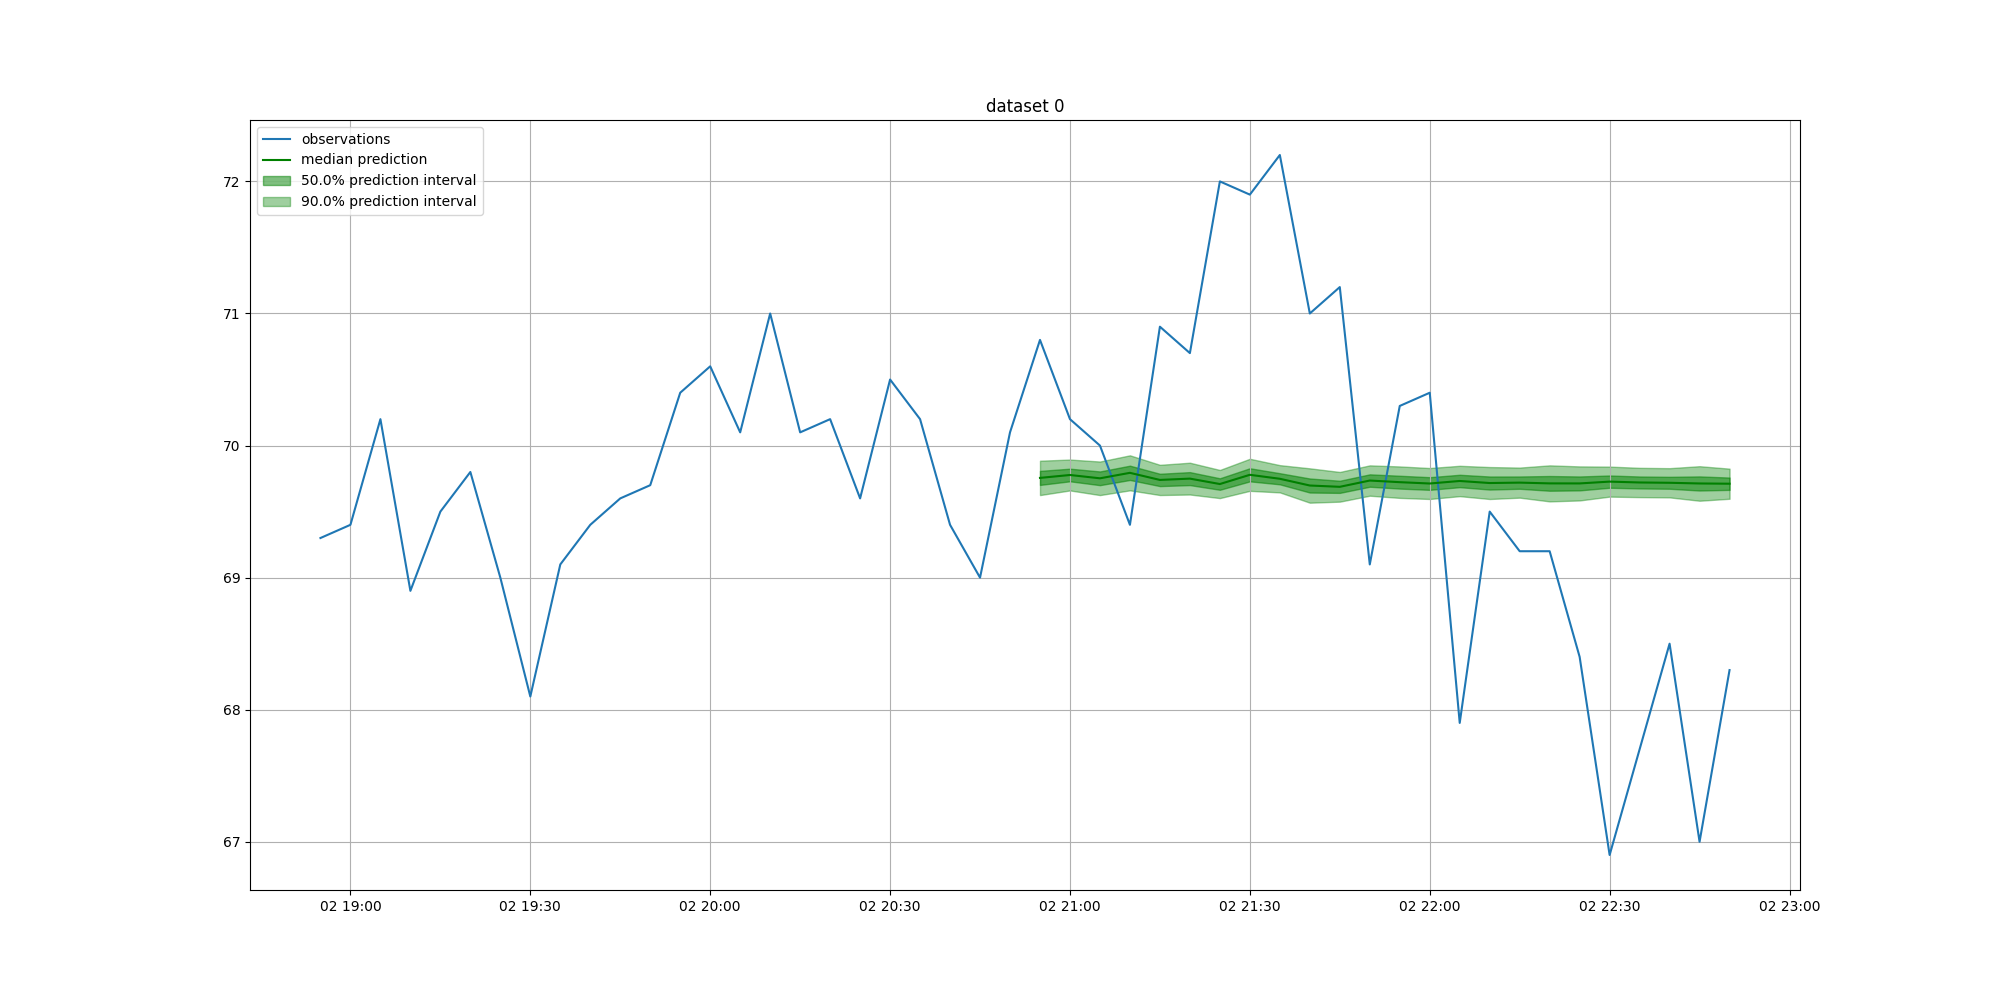 dataset 0
observations
median prediction
50.0% prediction interval
90.0% prediction interval
72
71
70
69
68
67
02 19:00 02 19:30 02 20:00 02 20:30 02 21:00 02 21:30 02 22:00 02 22:30 02 23:00